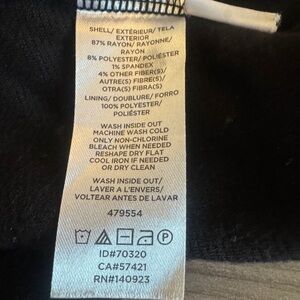 SHELL/ EXTÉRIEUR/ TELA
EXTERIOR
87% RAYON/ RAYONNE/
RAYÓN
8% POLYESTER/ POLIÉSTER
1% SPANDEX
4% OTHER FIBER(S)/
AUTRE(S) FIBRE(S)/
OTRA(S) FIBRA(S)
LINING/ DOUBLURE/ FORRO
100% POLYESTER/
POLIÉSTER
WASH INSIDE OUT
MACHINE WASH COLD
ONLY NON-CHLORINE
BLEACH WHEN NEEDED
RESHAPE DRY FLAT
COOL IRON IF NEEDED
OR DRY CLEAN
WASH INSIDE OUT/
LAVER A L'ENVERS/
VOLTEAR ANTES DE LAVAR
479554
P
ID#70320
CA#57421
RN#140923